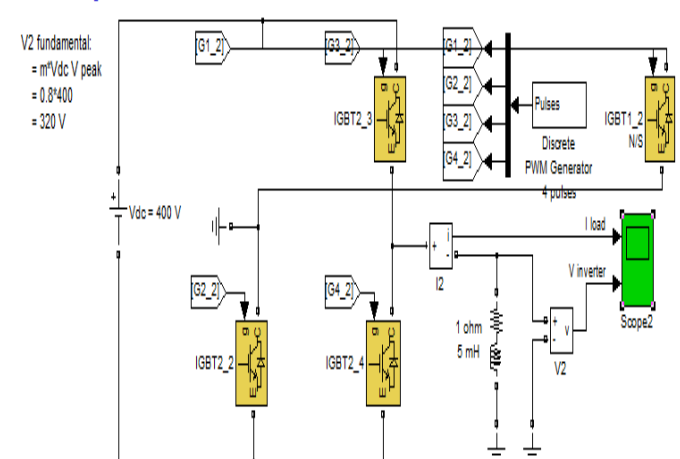 V2 fundamental:
= m*Vdc V peak
= 0.8*400
= 320 V
[G1_2]
[G3_2]
[G1_2]
[G2_2]
[G3_2]
[G4_2]
Pulses
Discrete
PWM Generator
4 pulses
g
C
E
IGBT2_3
g
C
E
IGBT1_2
N/S
+
Vdc = 400 V
+
i
-
I2
I load
V inverter
Scope2
[G2_2]
[G4_2]
g
C
E
IGBT2_2
g
C
E
IGBT2_4
1 ohm
5 mH
+
v
-
V2